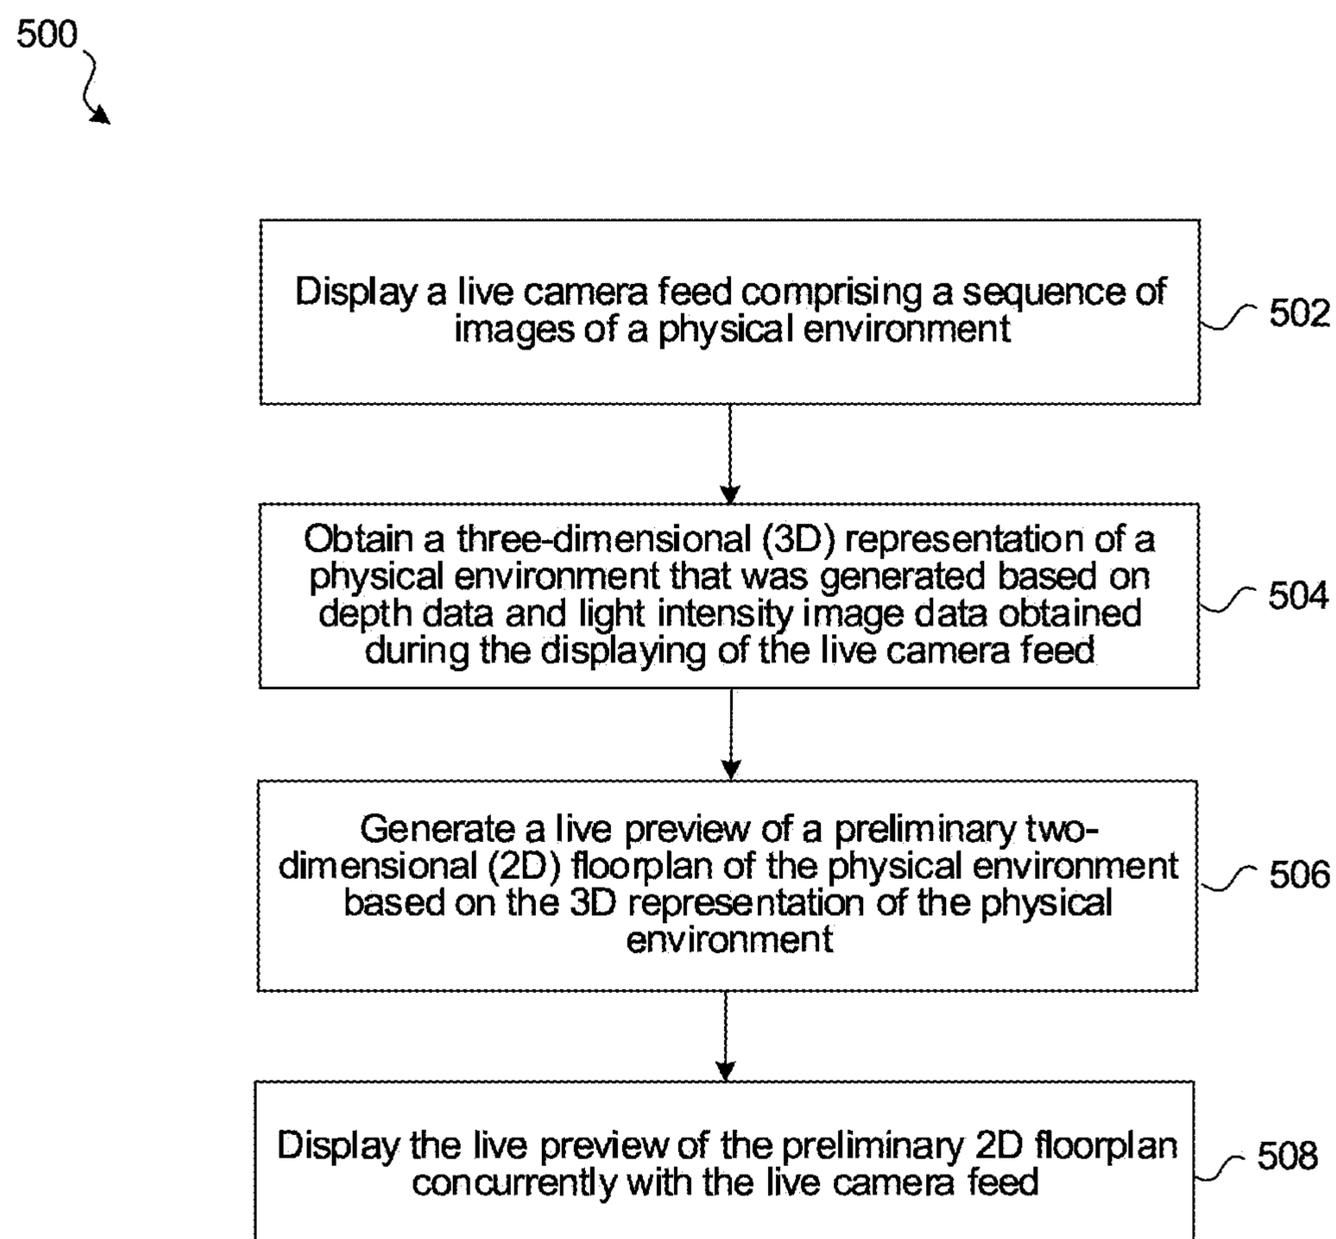 500
Display a live camera feed comprising a sequence of
images of a physical environment
502
Obtain a three-dimensional (3D) representation of a
physical environment that was generated based on
depth data and light intensity image data obtained
during the displaying of the live camera feed
504
Generate a live preview of a preliminary two-
dimensional (2D) floorplan of the physical environment
based on the 3D representation of the physical
environment
506
Display the live preview of the preliminary 2D floorplan
concurrently with the live camera feed
508